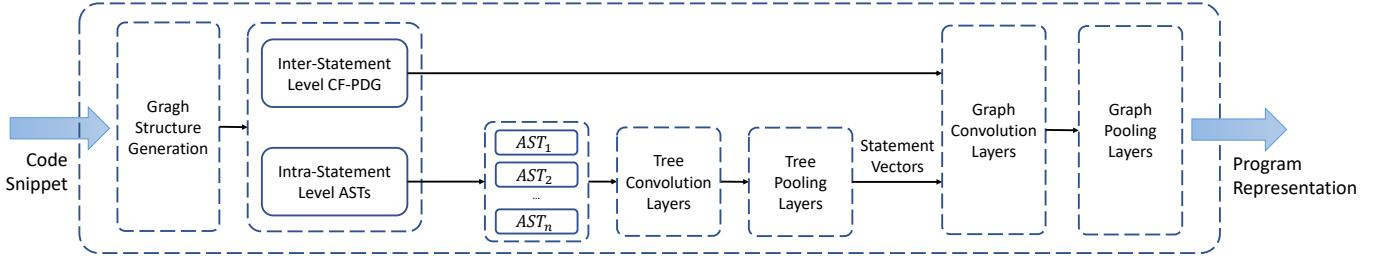 Code
Snippet
Gragh
Structure
Generation
Inter-Statement
Level CF-PDG
Intra-Statement
Level ASTs
AST₁
AST₂
...
ASTₙ
Tree
Convolution
Layers
Tree
Pooling
Layers
Statement
Vectors
Graph
Convolution
Layers
Graph
Pooling
Layers
Program
Representation